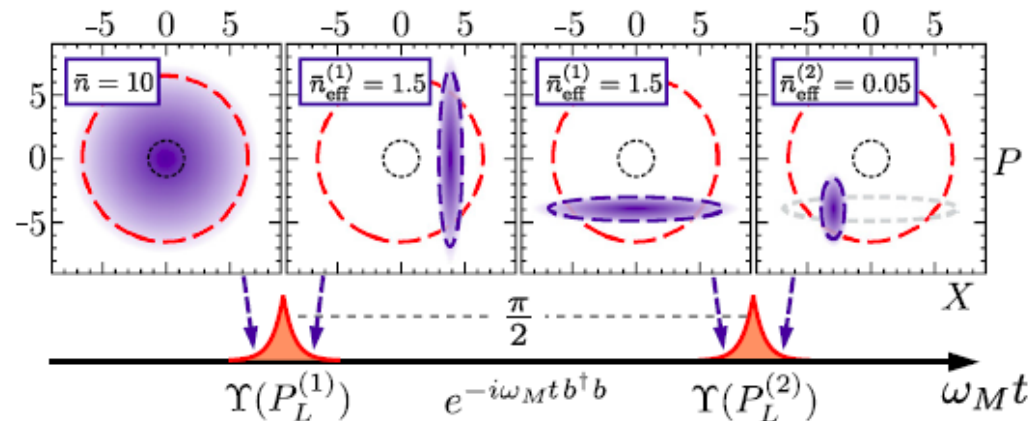 -5 0 5 -5 0 5 -5 0 5 -5 0 5
n̄ = 10
n̄_eff^(1) = 1.5
n̄_eff^(1) = 1.5
n̄_eff^(2) = 0.05
5
0
-5
P
X
π/2
Υ(P_L^(1))
e^{-iω_M t b†b}
Υ(P_L^(2))
ω_M t